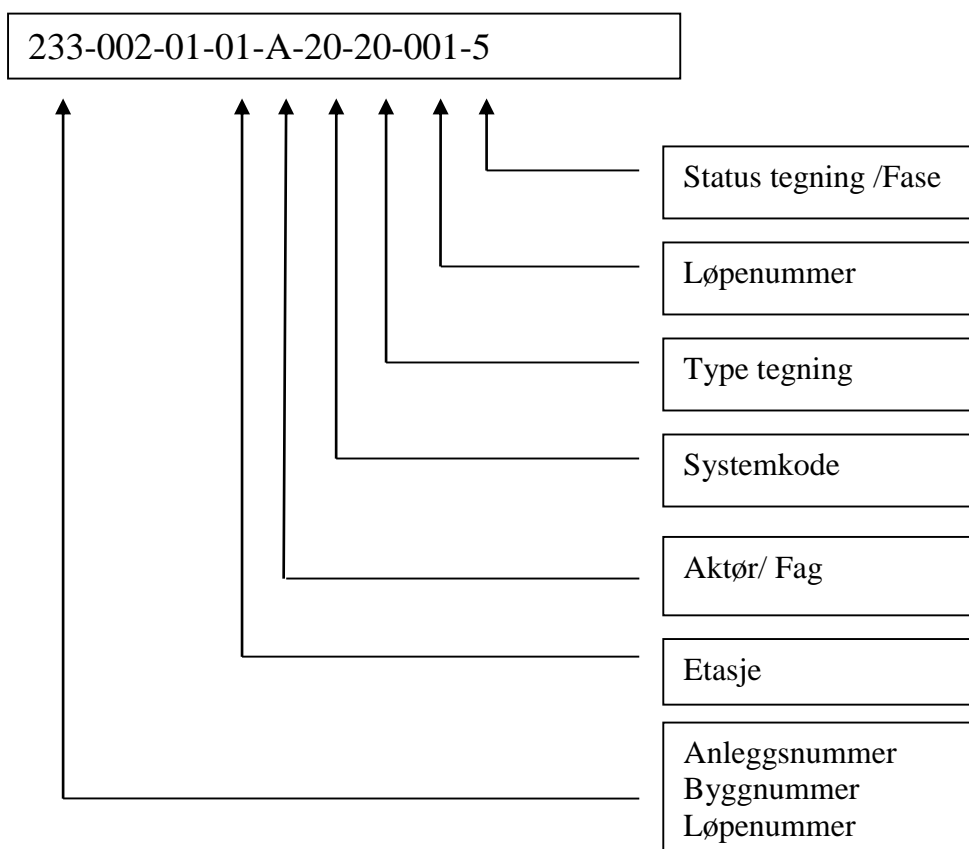 233-002-01-01-A-20-20-001-5
Status tegning /Fase
Løpenummer
Type tegning
Systemkode
Aktør/ Fag
Etasje
Anleggsnummer
Byggnummer
Løpenummer